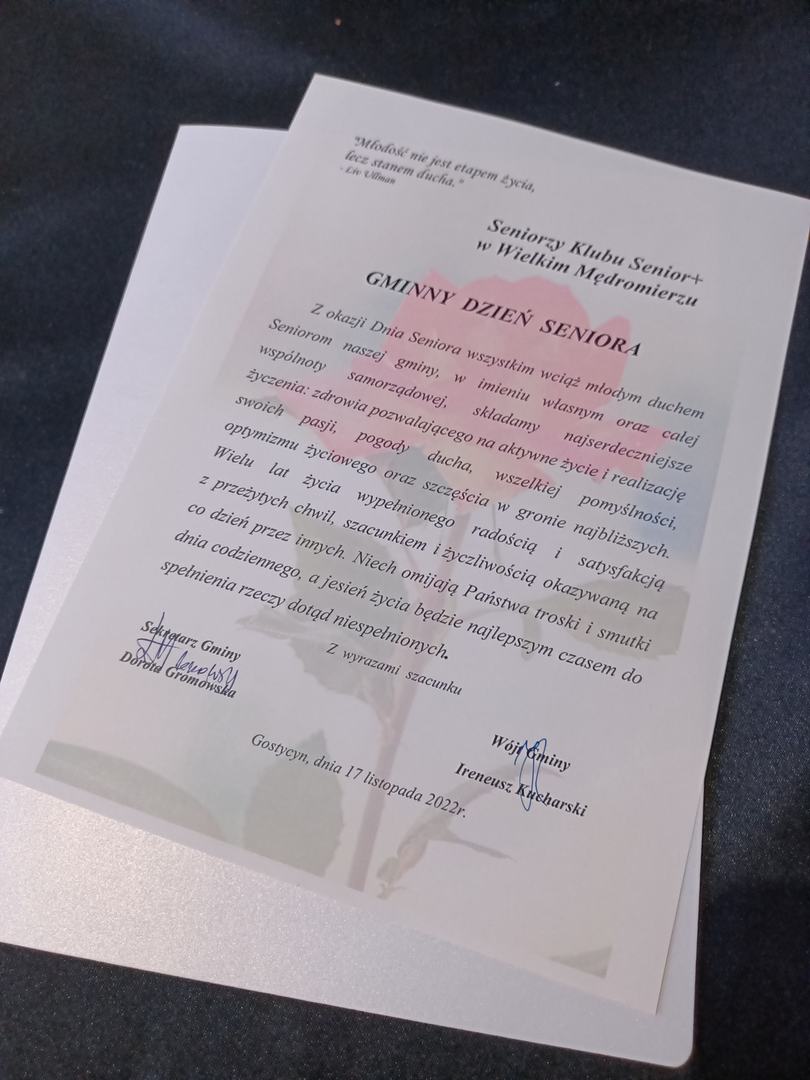 "Młodość nie jest etapem życia,
lecz stanem ducha."
- Liv Ullman
Seniorzy Klubu Senior+
w Wielkim Mędromierzu
GMINNY DZIEŃ SENIORA
Z okazji Dnia Seniora wszystkim wciąż młodym duchem
Seniorom naszej gminy, w imieniu własnym oraz całej
wspólnoty samorządowej, składamy najserdeczniejsze
życzenia: zdrowia pozwalającego na aktywne życie i realizację
swoich pasji, pogody ducha, wszelkiej pomyślności,
optymizmu życiowego oraz szczęścia w gronie najbliższych.
Wielu lat życia wypełnionego radością i satysfakcją
z przeżytych chwil, szacunkiem i życzliwością okazywaną na
co dzień przez innych. Niech omijają Państwa troski i smutki
dnia codziennego, a jesień życia będzie najlepszym czasem do
spełnienia rzeczy dotąd niespełnionych.
Z wyrazami szacunku
Sekretarz Gminy
Dorota Gromowska
Wójt Gminy
Ireneusz Kucharski
Gostycyn, dnia 17 listopada 2022r.